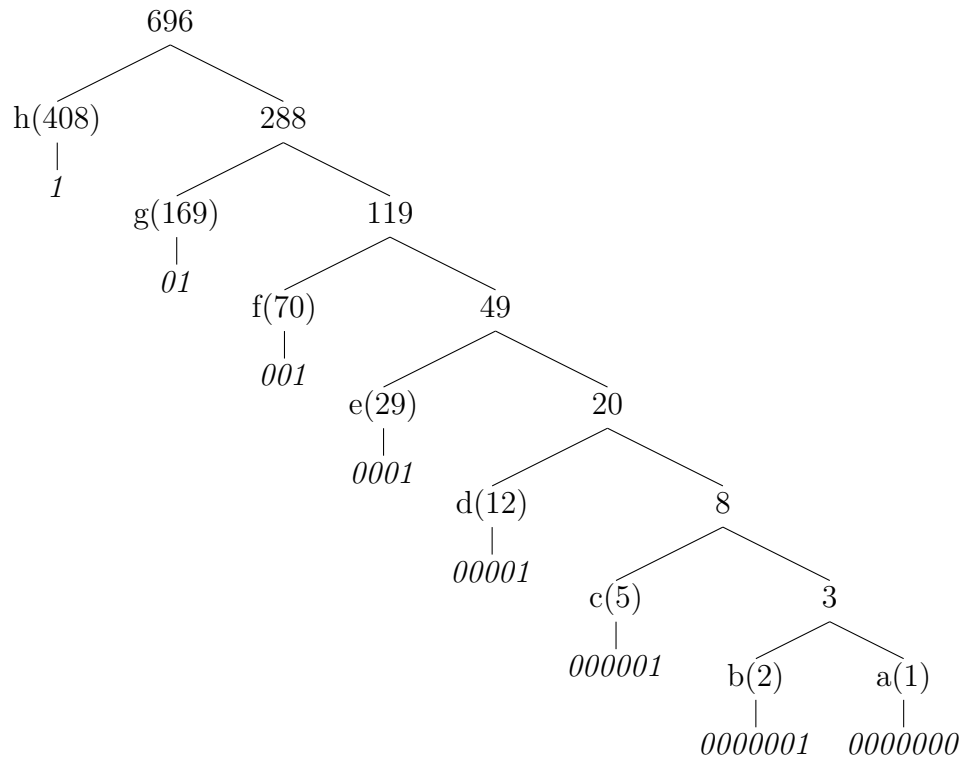 696
h(408) 288
1
g(169) 119
01
f(70) 49
001
e(29) 20
0001
d(12) 8
00001
c(5) 3
000001
b(2) a(1)
0000001 0000000